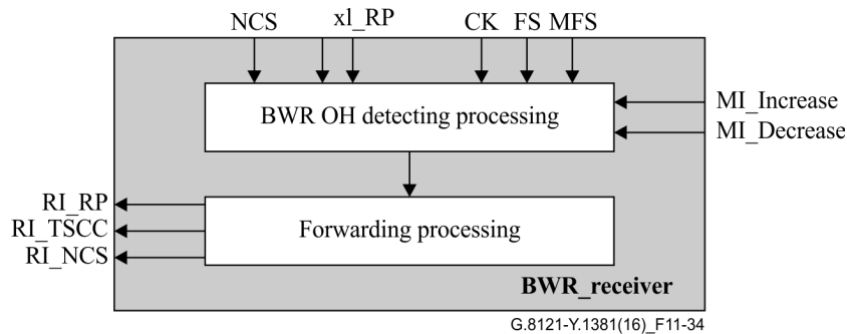 NCS
xl_RP
CK
FS
MFS
BWR OH detecting processing
MI_Increase
MI_Decrease
RI_RP
RI_TSCC
RI_NCS
Forwarding processing
BWR_receiver
G.8121-Y.1381(16)_F11-34